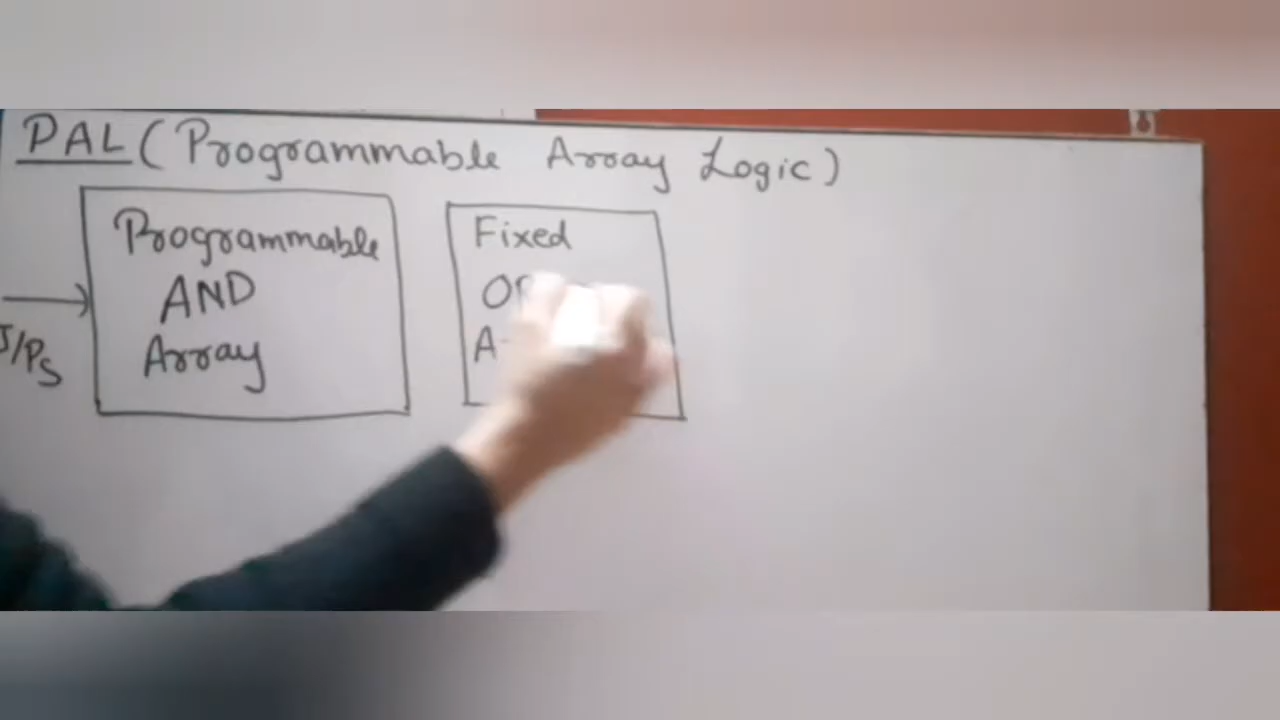 PAL (Programmable Array Logic)
Programmable
AND
Array
I/Ps
Fixed